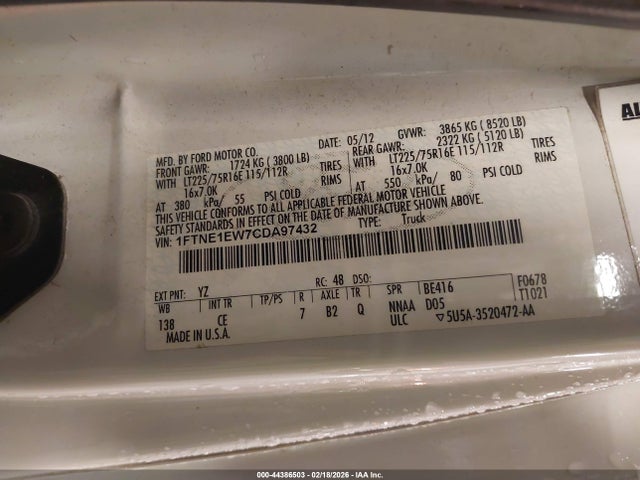 MFD. BY FORD MOTOR CO. DATE: 05/12 GVWR: 3865 KG ( 8520 LB)
FRONT GAWR: 1724 KG (3800 LB) REAR GAWR: 2322 KG ( 5120 LB)
WITH LT225/75R16E 115/112R TIRES WITH LT225/75R16E 115/112R TIRES
16x7.0K RIMS 16x7.0K RIMS
AT 380 kPa/ 55 PSI COLD AT 550 kPa/ 80 PSI COLD
THIS VEHICLE CONFORMS TO ALL APPLICABLE FEDERAL MOTOR VEHICLE
SAFETY STANDARDS IN EFFECT ON THE DATE OF MANUFACTURE SHOWN ABOVE.
VIN: 1FTNE1EW7CDA97432 TYPE: Truck
EXT PNT: YZ RC: 48 DSO: F0678
WB INT TR TP/PS R AXLE TR SPR BE416 T1021
138 CE 7 B2 Q NNAA D05
MADE IN U.S.A. ULC ▽5U5A-3520472-AA
000-44386503 - 02/18/2026 - IAA Inc.